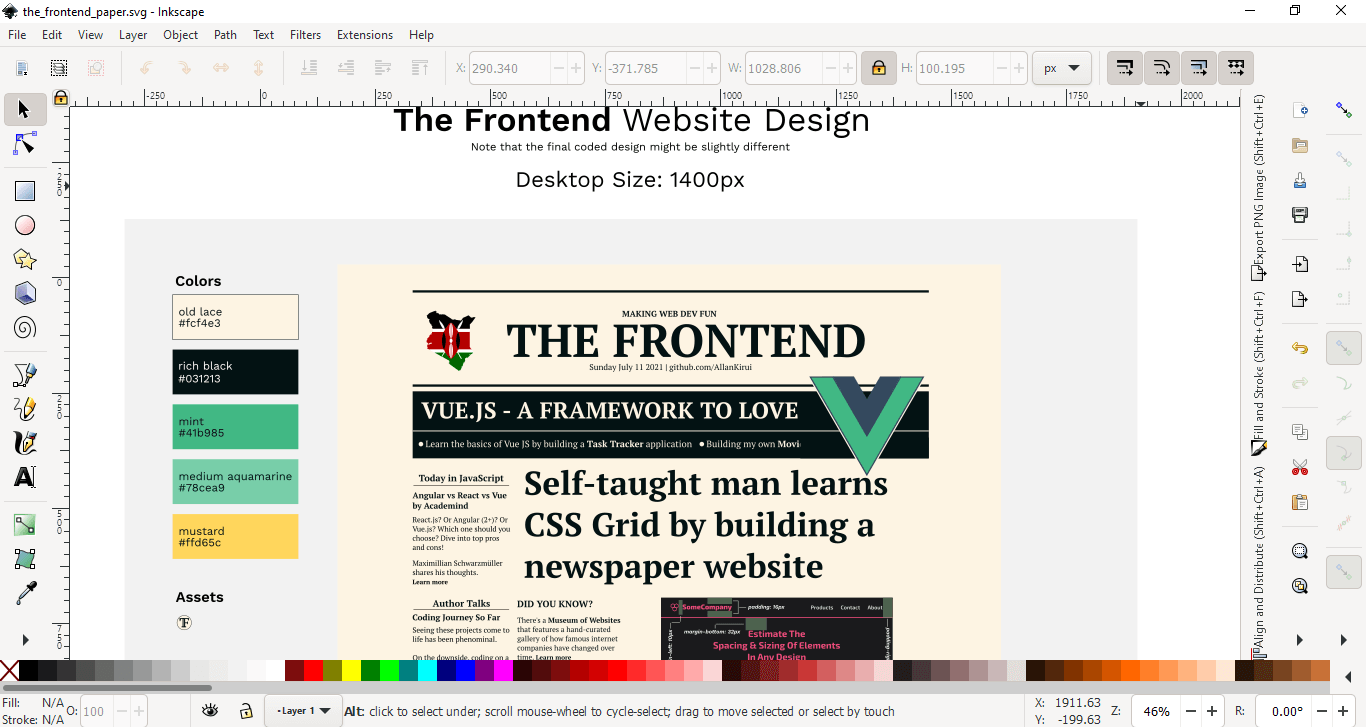 the_frontend_paper.svg - Inkscape
File Edit View Layer Object Path Text Filters Extensions Help
X: 290.340 Y: -371.785 W: 1028.806 H: 100.195 px
-250 0 250 500 750 1000 1250 1500 1750 2000
The Frontend Website Design
Note that the final coded design might be slightly different
Desktop Size: 1400px
Colors
old lace
#fcf4e3
rich black
#031213
mint
#41b985
medium aquamarine
#78cea9
mustard
#ffd65c
Assets
MAKING WEB DEV FUN
THE FRONTEND
Sunday July 11 2021 | github.com/AllanKirui
VUE.JS - A FRAMEWORK TO LOVE
• Learn the basics of Vue JS by building a Task Tracker application • Building my own Movi
Today in JavaScript
Angular vs React vs Vue
by Academind
React.js? Or Angular (2+)? Or
Vue.js? Which one should you
choose? Dive into top pros
and cons!
Maximillian Schwarzmüller
shares his thoughts.
Learn more
Self-taught man learns
CSS Grid by building a
newspaper website
Author Talks
Coding Journey So Far
Seeing these projects come to
life has been phenominal.
On the downside, coding on a
DID YOU KNOW?
There's a Museum of Websites
that features a hand-curated
gallery of how famous internet
companies have changed over
time. Learn more
SomeCompany padding: 16px Products Contact About
margin-bottom: 32px
Estimate The
Spacing & Sizing Of Elements
In Any Design
Export PNG Image (Shift+Ctrl+E)
Fill and Stroke (Shift+Ctrl+F)
Align and Distribute (Shift+Ctrl+A)
Fill: N/A
Stroke: N/A
O: 100
Layer 1
Alt: click to select under; scroll mouse-wheel to cycle-select; drag to move selected or select by touch
X: 1911.63
Y: -199.63
Z: 46%
R: 0.00°